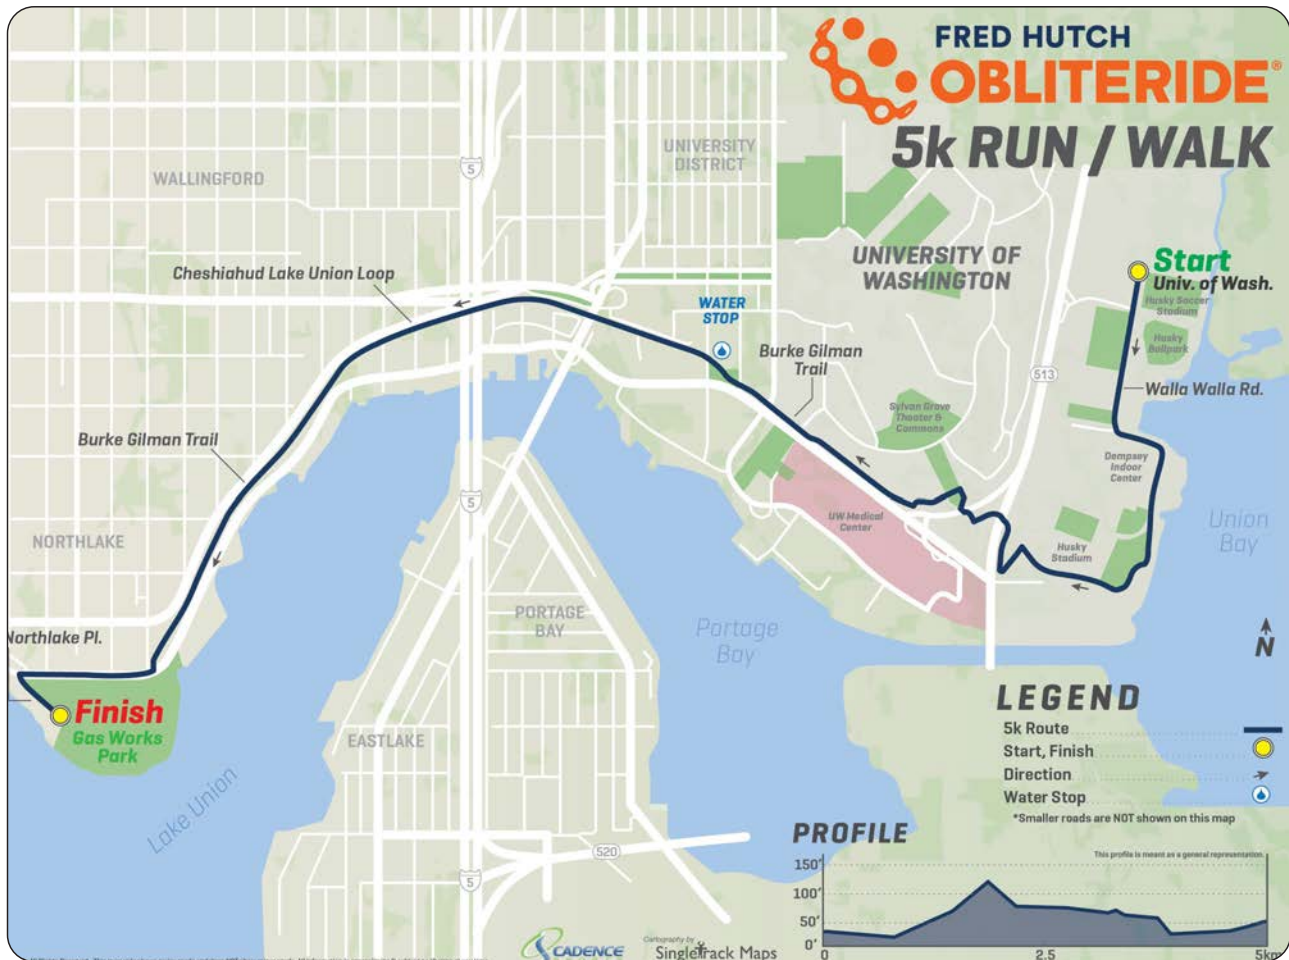 FRED HUTCH
OBLITERIDE®
5k RUN / WALK
UNIVERSITY
DISTRICT
WALLINGFORD
5
UNIVERSITY OF
WASHINGTON
Start
Univ. of Wash.
Husky Soccer
Stadium
Husky
Ballpark
Cheshiahud Lake Union Loop
WATER
STOP
Burke Gilman
Trail
513
Walla Walla Rd.
Sylvan Grove
Theater &
Commons
Burke Gilman Trail
Dempsey
Indoor
Center
5
UW Medical
Center
Union
Bay
NORTHLAKE
Husky
Stadium
PORTAGE
BAY
Portage
Bay
Northlake Pl.
N
Finish
Gas Works
Park
EASTLAKE
Lake Union
LEGEND
5k Route
Start, Finish
Direction
Water Stop
*Smaller roads are NOT shown on this map
520
5
PROFILE
This profile is meant as a general representation.
150'
100'
50'
0'
0
2.5
5km
CADENCE
Cartography by
SingleTrack Maps